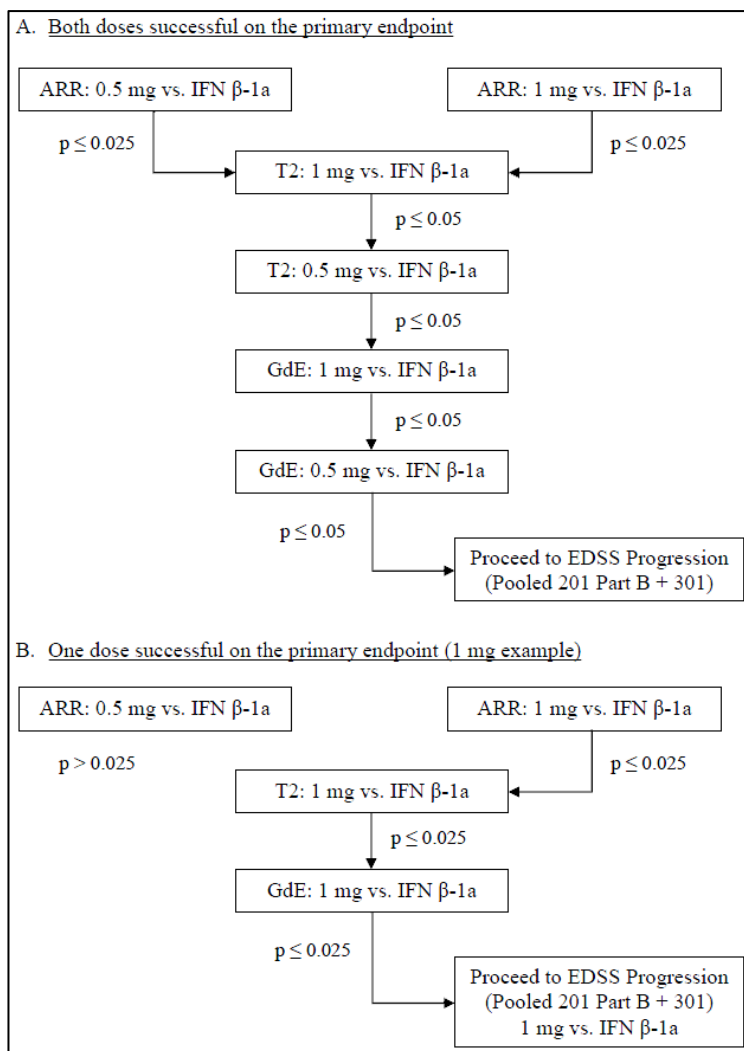 A. Both doses successful on the primary endpoint
ARR: 0.5 mg vs. IFN β-1a
ARR: 1 mg vs. IFN β-1a
p ≤ 0.025
p ≤ 0.025
T2: 1 mg vs. IFN β-1a
p ≤ 0.05
T2: 0.5 mg vs. IFN β-1a
p ≤ 0.05
GdE: 1 mg vs. IFN β-1a
p ≤ 0.05
GdE: 0.5 mg vs. IFN β-1a
p ≤ 0.05
Proceed to EDSS Progression
(Pooled 201 Part B + 301)
B. One dose successful on the primary endpoint (1 mg example)
ARR: 0.5 mg vs. IFN β-1a
ARR: 1 mg vs. IFN β-1a
p > 0.025
p ≤ 0.025
T2: 1 mg vs. IFN β-1a
p ≤ 0.025
GdE: 1 mg vs. IFN β-1a
p ≤ 0.025
Proceed to EDSS Progression
(Pooled 201 Part B + 301)
1 mg vs. IFN β-1a